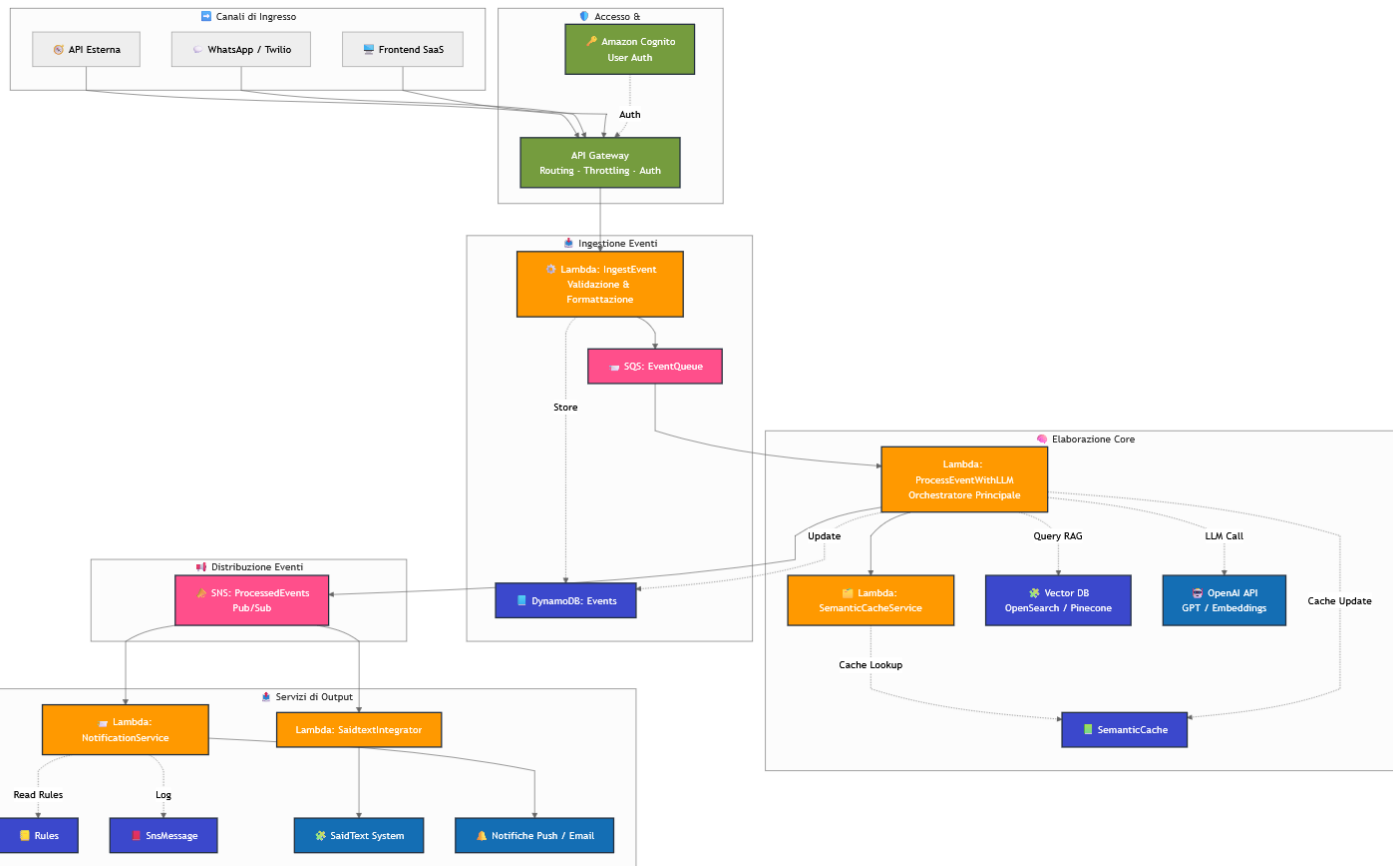 Canali di Ingresso
API Esterna
WhatsApp / Twilio
Frontend SaaS
Accesso &
Amazon Cognito
User Auth
Auth
API Gateway
Routing - Throttling - Auth
Ingestione Eventi
Lambda: IngestEvent
Validazione &
Formattazione
SQS: EventQueue
Store
DynamoDB: Events
Elaborazione Core
Lambda:
ProcessEventWithLLM
Orchestratore Principale
Update
Query RAG
LLM Call
Cache Update
Lambda:
SemanticCacheService
Vector DB
OpenSearch / Pinecone
OpenAI API
GPT / Embeddings
Cache Lookup
SemanticCache
Distribuzione Eventi
SNS: ProcessedEvents
Pub/Sub
Servizi di Output
Lambda:
NotificationService
Lambda: SaidtextIntegrator
Read Rules
Log
Rules
SnsMessage
SaidText System
Notifiche Push / Email